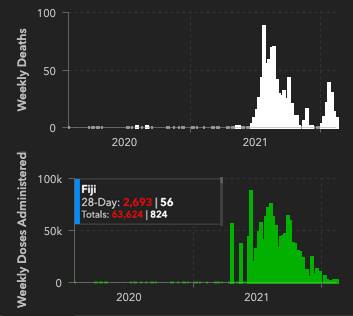 100
Weekly Deaths
50
0
2020
2021
Weekly Doses Administered
100k
Fiji
28-Day: 2,693 | 56
Totals: 63,624 | 824
50k
0
2020
2021